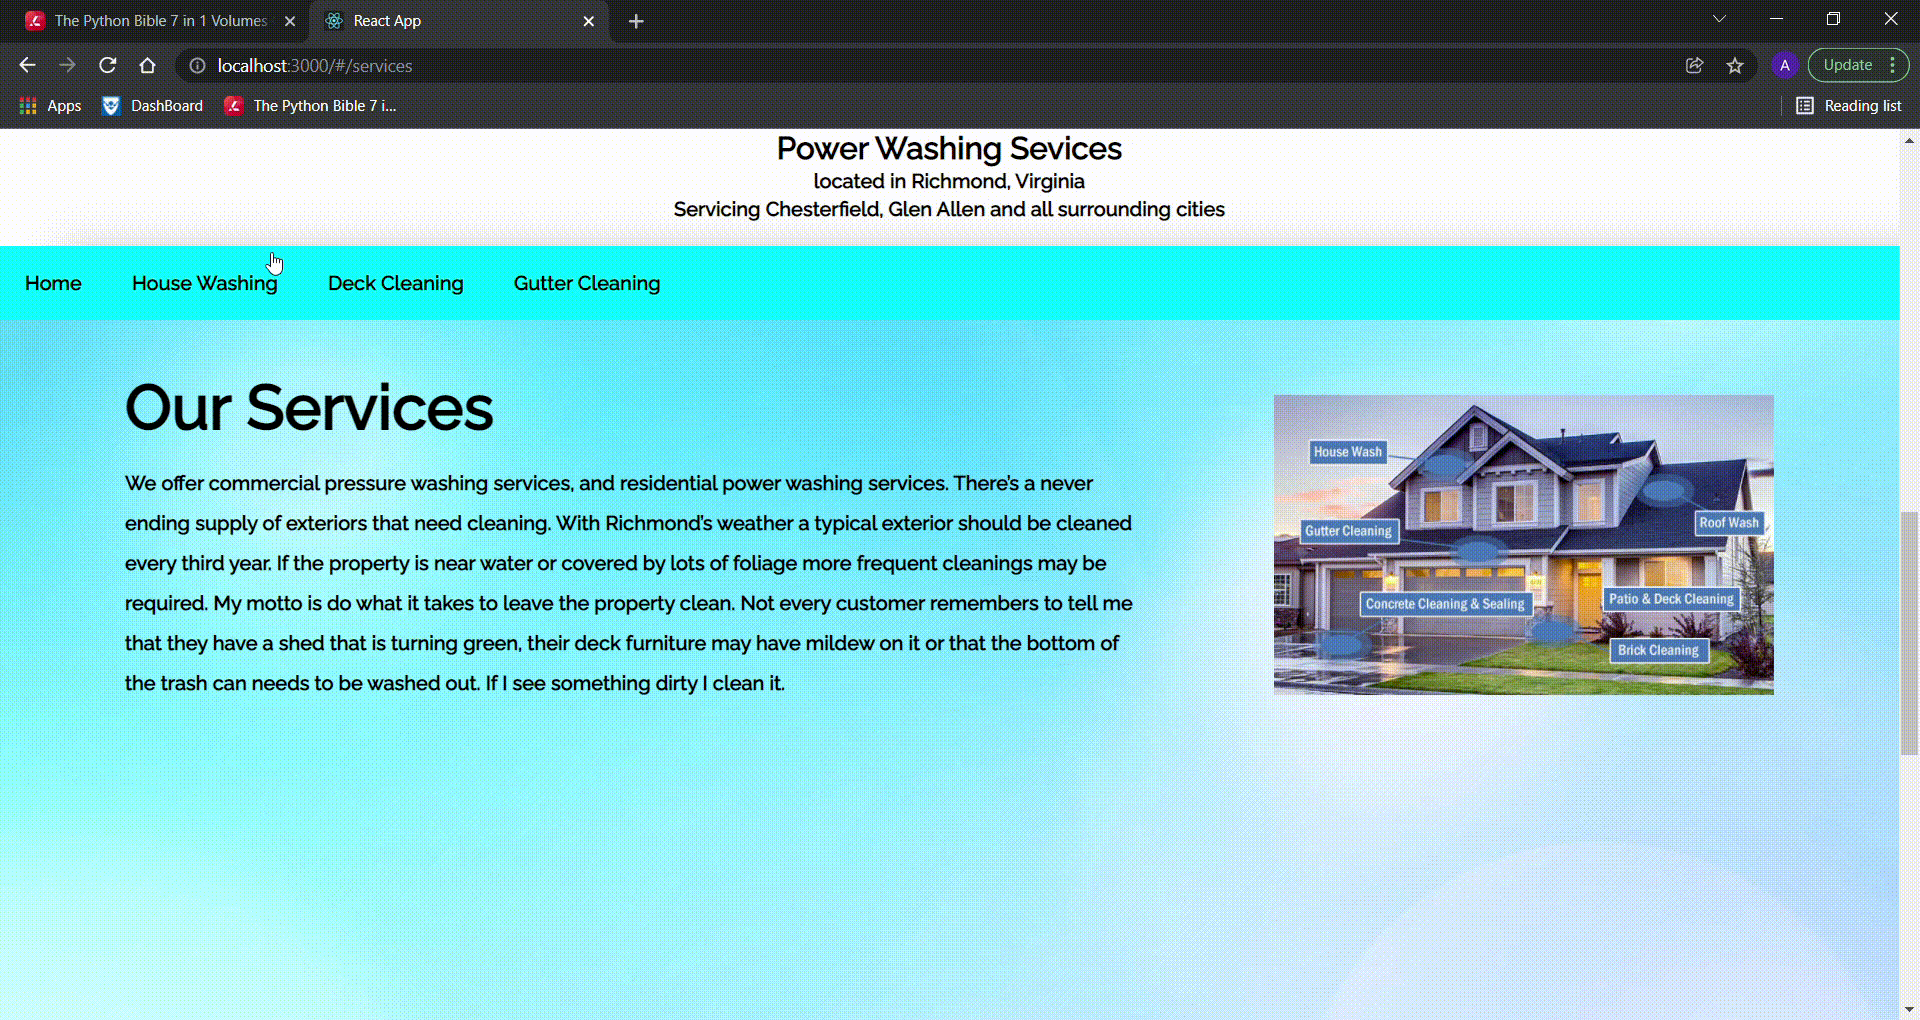 The Python Bible 7 in 1 Volumes
React App
localhost:3000/#/services
A
Update
Apps
DashBoard
The Python Bible 7 i...
Reading list
Power Washing Sevices
located in Richmond, Virginia
Servicing Chesterfield, Glen Allen and all surrounding cities
Home
House Washing
Deck Cleaning
Gutter Cleaning
Our Services
We offer commercial pressure washing services, and residential power washing services. There's a never
ending supply of exteriors that need cleaning. With Richmond's weather a typical exterior should be cleaned
every third year. If the property is near water or covered by lots of foliage more frequent cleanings may be
required. My motto is do what it takes to leave the property clean. Not every customer remembers to tell me
that they have a shed that is turning green, their deck furniture may have mildew on it or that the bottom of
the trash can needs to be washed out. If I see something dirty I clean it.
House Wash
Gutter Cleaning
Roof Wash
Concrete Cleaning & Sealing
Patio & Deck Cleaning
Brick Cleaning